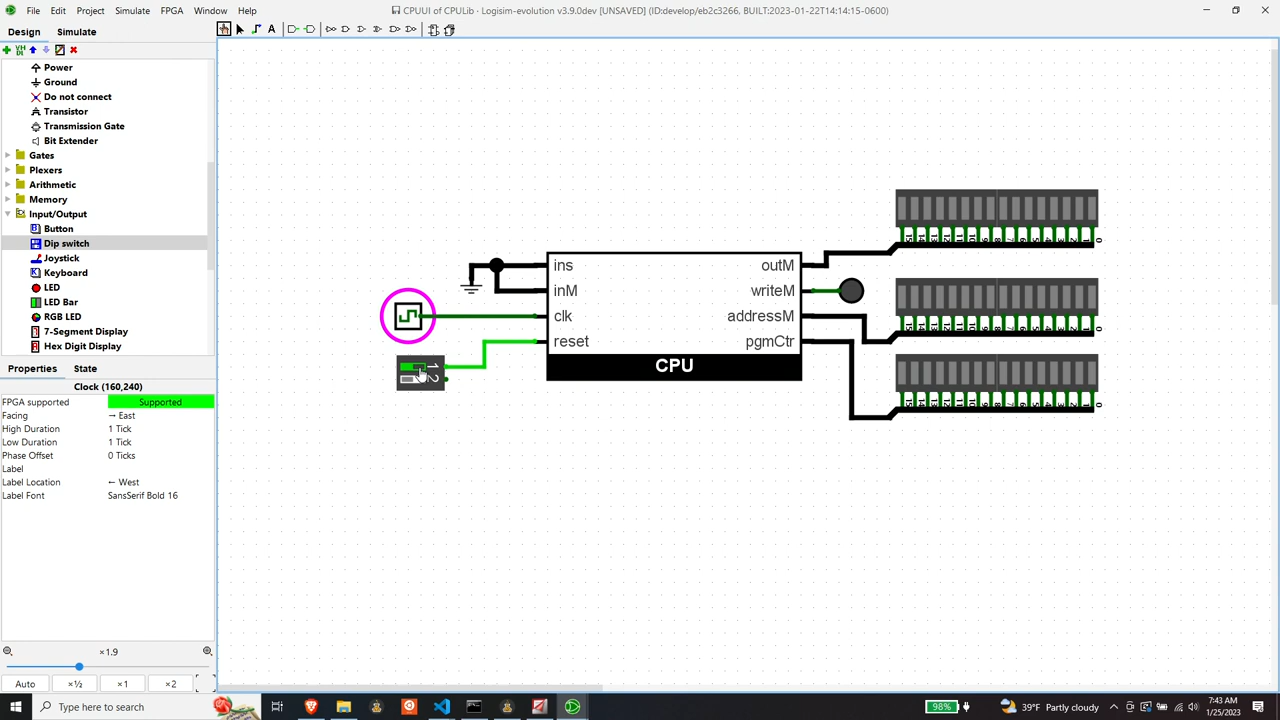 CPUUI of CPULib - Logisim-evolution v3.9.0dev [UNSAVED] (ID:develop/eb2c3266, BUILT:2023-01-22T14:14:15-0600)
File Edit Project Simulate FPGA Window Help
Design Simulate
Power
Ground
Do not connect
Transistor
Transmission Gate
Bit Extender
Gates
Plexers
Arithmetic
Memory
Input/Output
Button
Dip switch
Joystick
Keyboard
LED
LED Bar
RGB LED
7-Segment Display
Hex Digit Display
Properties State
Clock (160,240)
FPGA supported Supported
Facing → East
High Duration 1 Tick
Low Duration 1 Tick
Phase Offset 0 Ticks
Label
Label Location ← West
Label Font SansSerif Bold 16
×1.9
Auto ×½ ×1 ×2
ins outM
inM writeM
clk addressM
reset pgmCtr
CPU
Type here to search
98% 39°F Partly cloudy
7:43 AM
1/25/2023